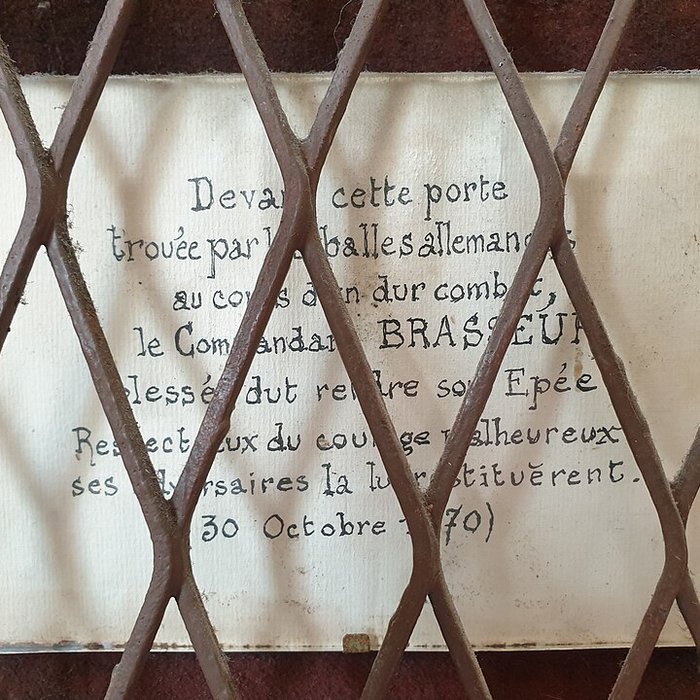 Devant cette porte
trouée par les balles allemandes
au cours d'un dur combat,
le Commandant BRASSEUR
blessé dut rendre son Epée
Respectueux du courage malheureux
ses adversaires la lui restituèrent.
30 Octobre 1870)